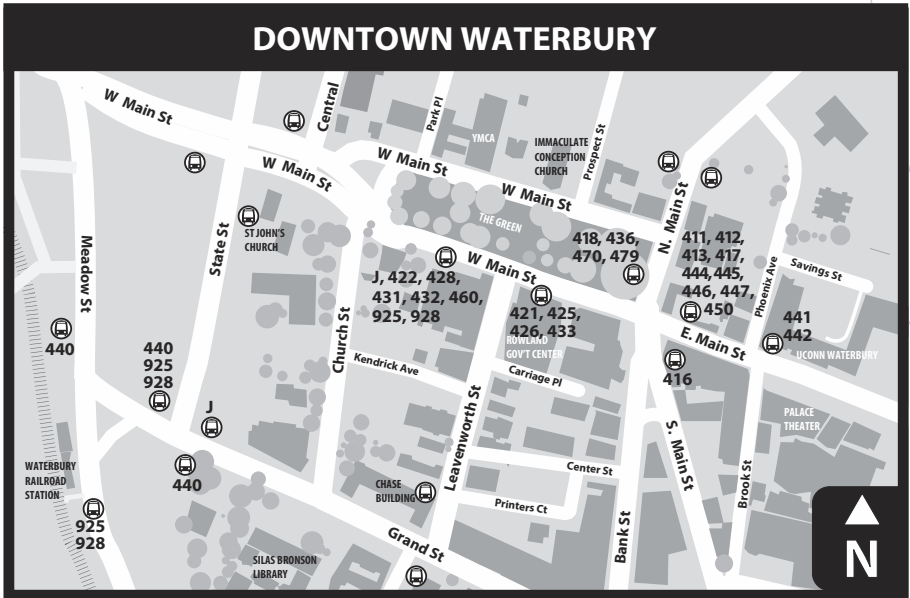 DOWNTOWN WATERBURY
W Main St
Central
Park Pl
YMCA
IMMACULATE
CONCEPTION
CHURCH
Prospect St
W Main St
W Main St
W Main St
THE GREEN
N. Main St
ST JOHN'S
CHURCH
State St
Meadow St
W Main St
418, 436,
470, 479
411, 412,
413, 417,
444, 445,
446, 447,
450
Phoenix Ave
Savings St
J, 422, 428,
431, 432, 460,
925, 928
421, 425,
426, 433
ROWLAND
GOV'T CENTER
441
442
E. Main St
UCONN WATERBURY
440
440
925
928
Church St
Kendrick Ave
Carriage Pl
416
J
Leavenworth St
PALACE
THEATER
S. Main St
WATERBURY
RAILROAD
STATION
440
CHASE
BUILDING
Center St
Printers Ct
Brook St
925
928
Bank St
Grand St
SILAS BRONSON
LIBRARY
N